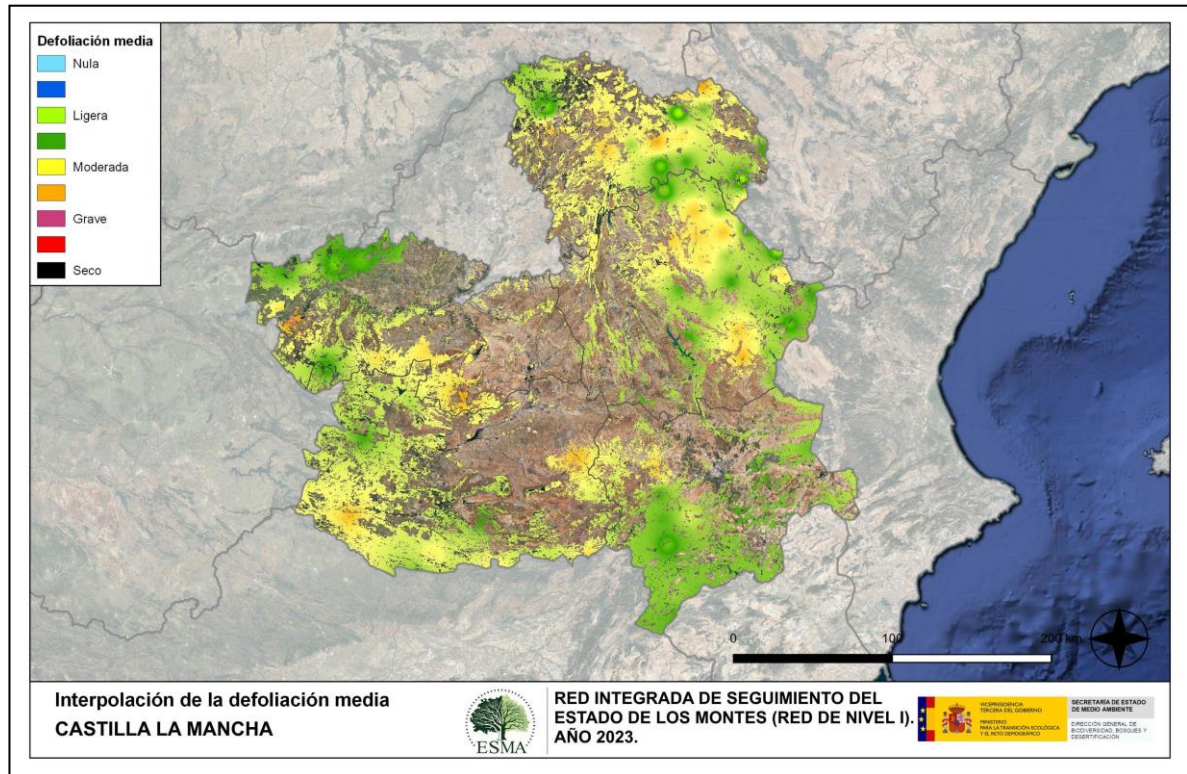 Defoliación media
Nula
Ligera
Moderada
Grave
Seco
0
100
200 km
Interpolación de la defoliación media
CASTILLA LA MANCHA
ESMA
RED INTEGRADA DE SEGUIMIENTO DEL
ESTADO DE LOS MONTES (RED DE NIVEL I).
AÑO 2023.
VICEPRESIDENCIA
TERCERA DEL GOBIERNO
MINISTERIO
PARA LA TRANSICIÓN ECOLÓGICA
Y EL RETO DEMOGRÁFICO
SECRETARÍA DE ESTADO
DE MEDIO AMBIENTE
DIRECCIÓN GENERAL DE
BIODIVERSIDAD, BOSQUES Y
DESERTIFICACIÓN